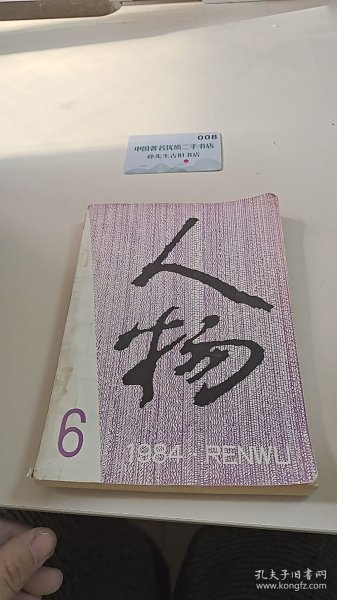 008
中国著名优质二手书店
孙先生古旧书店
人物
6
1984-RENWU
孔夫子旧书网
www.kongfz.com